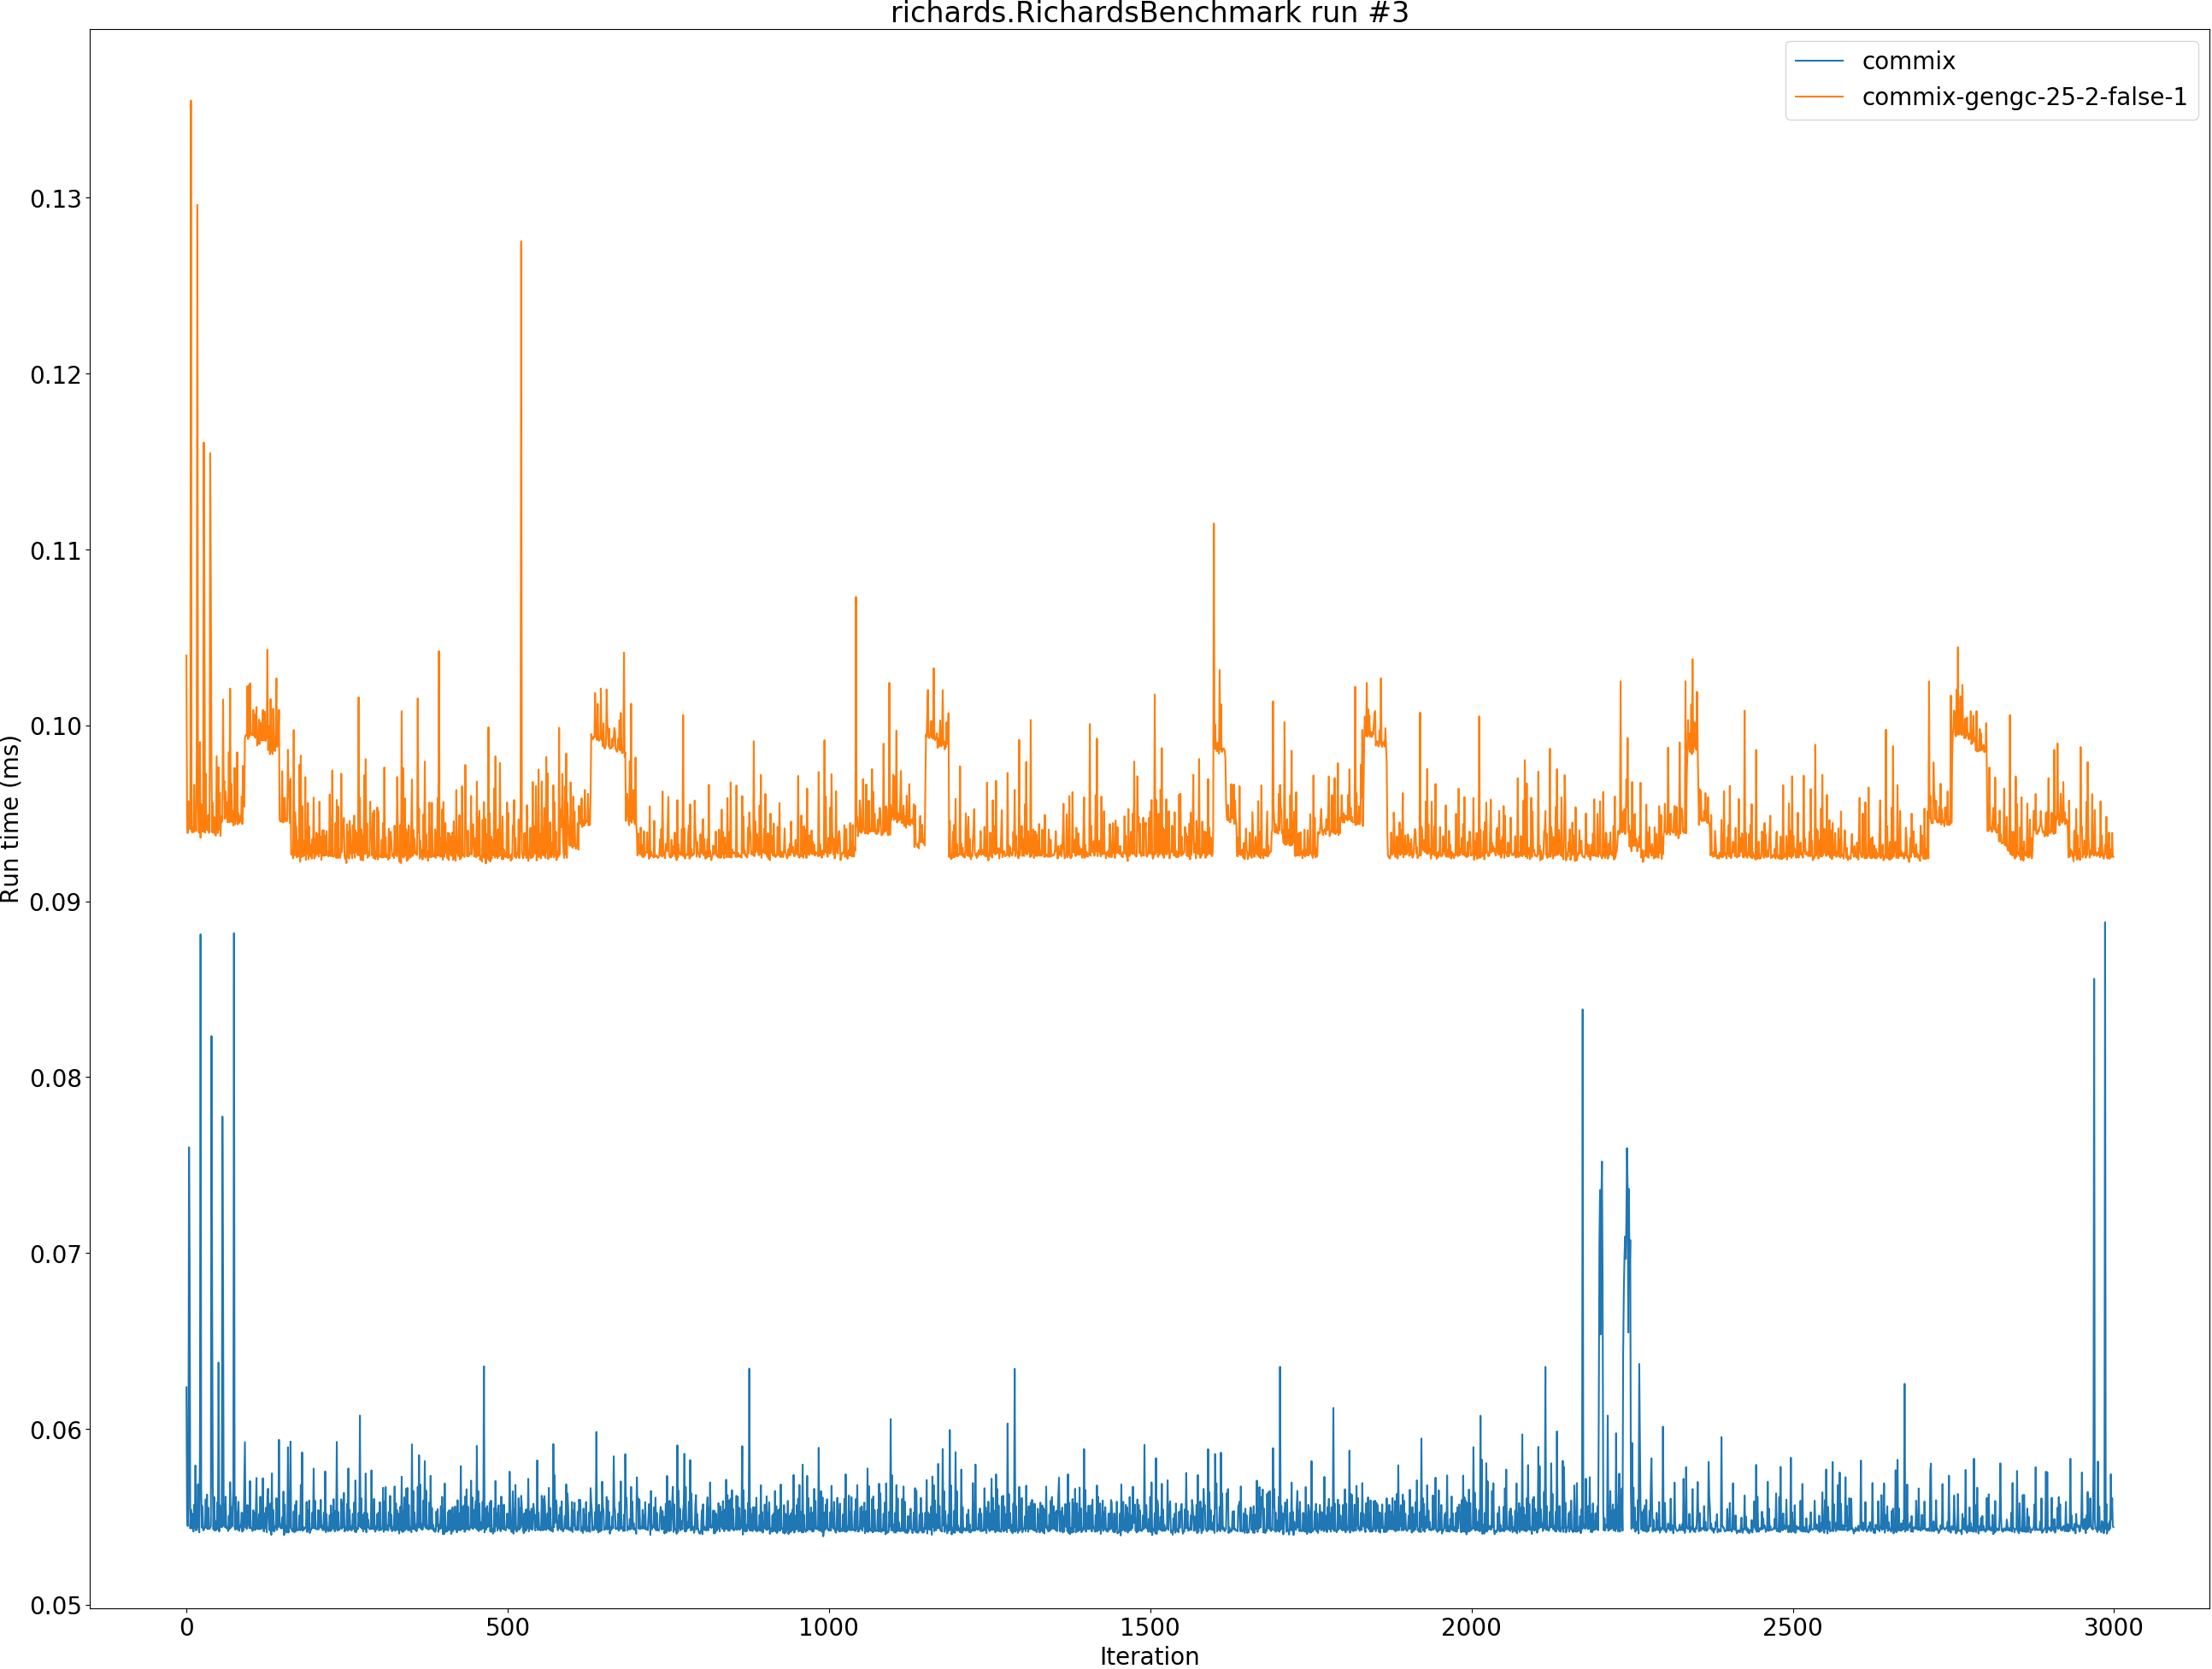 richards.RichardsBenchmark run #3
commix
commix-gengc-25-2-false-1
Run time (ms)
0.13
0.12
0.11
0.10
0.09
0.08
0.07
0.06
0.05
0 500 1000 1500 2000 2500 3000
Iteration